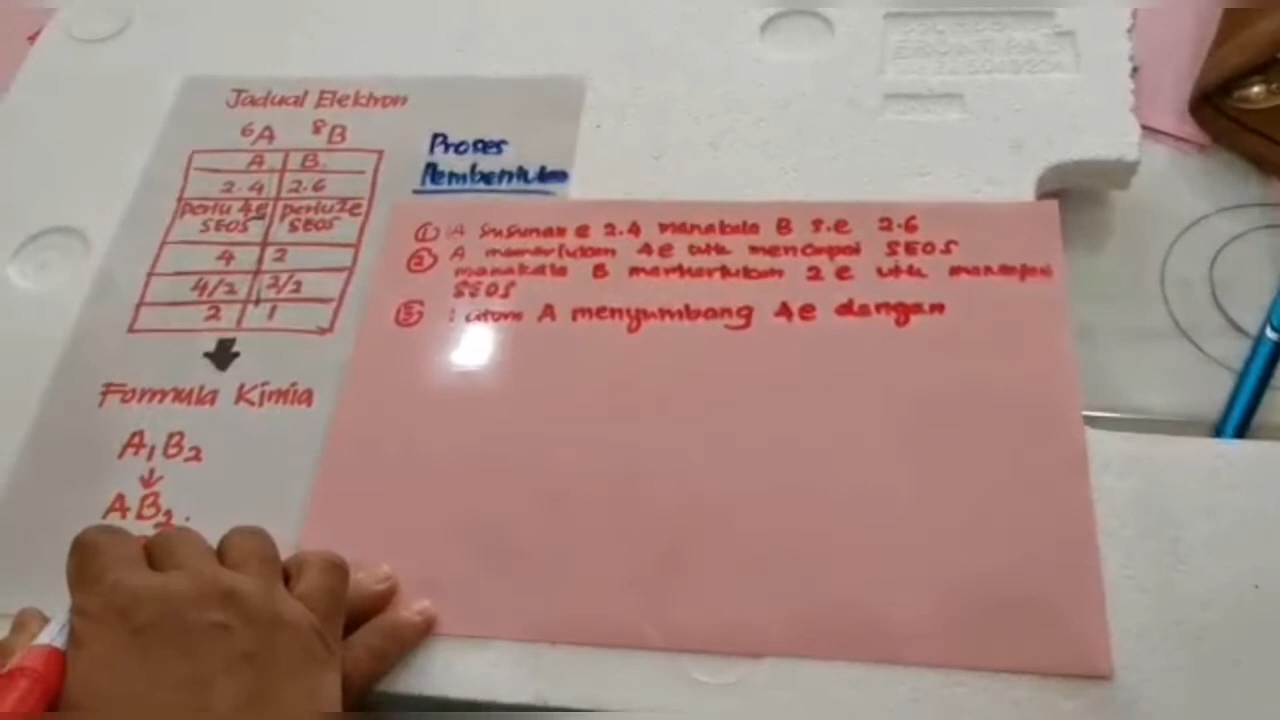 Jadual Elektron
6A 8B
A B
2.4 2.6
perlu 4e perlu 2e
SEOS SEOS
4 2
4/2 2/2
2 1
Formula Kimia
A1B2
AB2.
Proses
Pembentukan
① : A Susunan e 2.4 manakala B S.e 2.6
② A memerlukan 4e utk mencapai SEOS
manakala B memerlukan 2e utk mencapai
SEOS
③ : atom A menyumbang 4e dengan